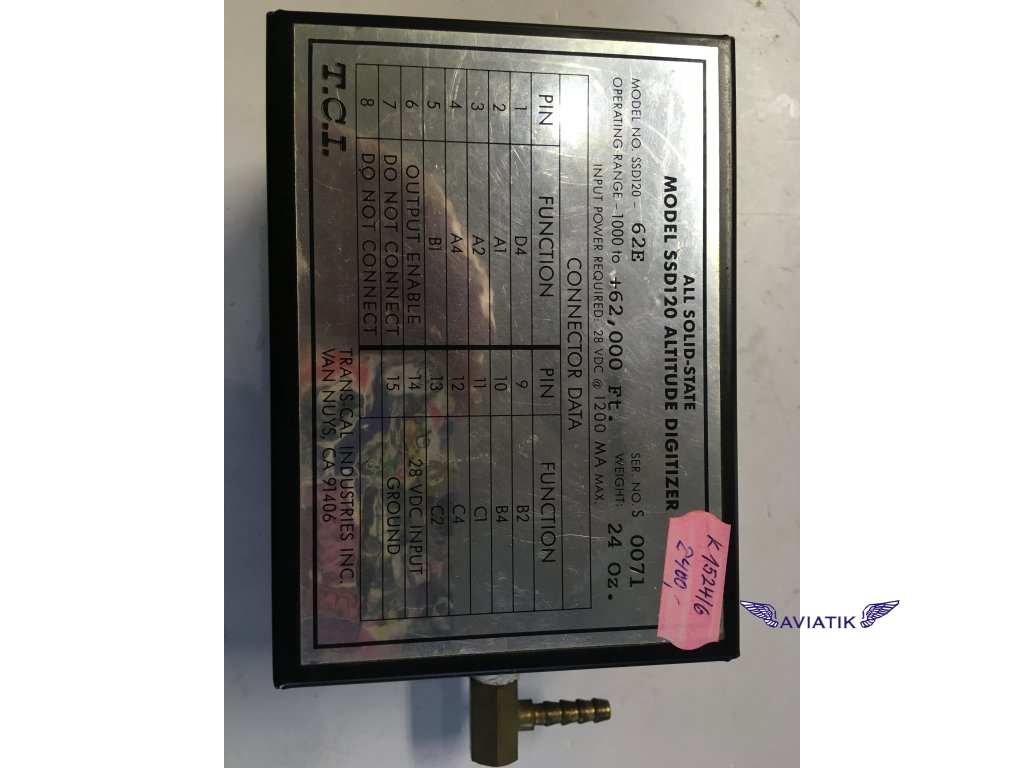 ALL SOLID-STATE
MODEL SSD120 ALTITUDE DIGITIZER
MODEL NO. SSD120 - 62E SER. NO. S 0071
OPERATING RANGE - 1000 to +62,000 Ft. WEIGHT: 24 Oz.
INPUT POWER REQUIRED: 28 VDC @ 1200 MA MAX.
CONNECTOR DATA
PIN FUNCTION PIN FUNCTION
1 D4 9 B2
2 A1 10 B4
3 A2 11 C1
4 A4 12 C4
5 B1 13 C2
6 OUTPUT ENABLE 14 28 VDC INPUT
7 DO NOT CONNECT 15 GROUND
8 DO NOT CONNECT
T.C.I. TRANS-CAL INDUSTRIES INC.
VAN NUYS, CA 91406
K 152416
2400,-
AVIATIK